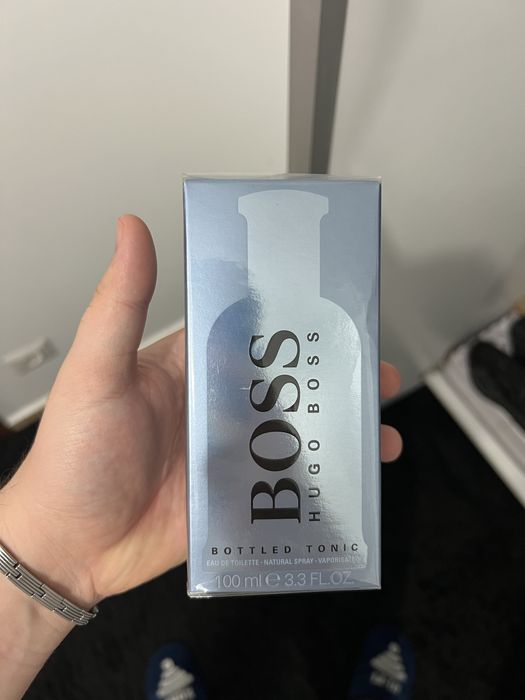 BOSS
HUGO BOSS
BOTTLED TONIC
EAU DE TOILETTE · NATURAL SPRAY · VAPORISATEUR
100 ml ℮ 3.3 FL.OZ.